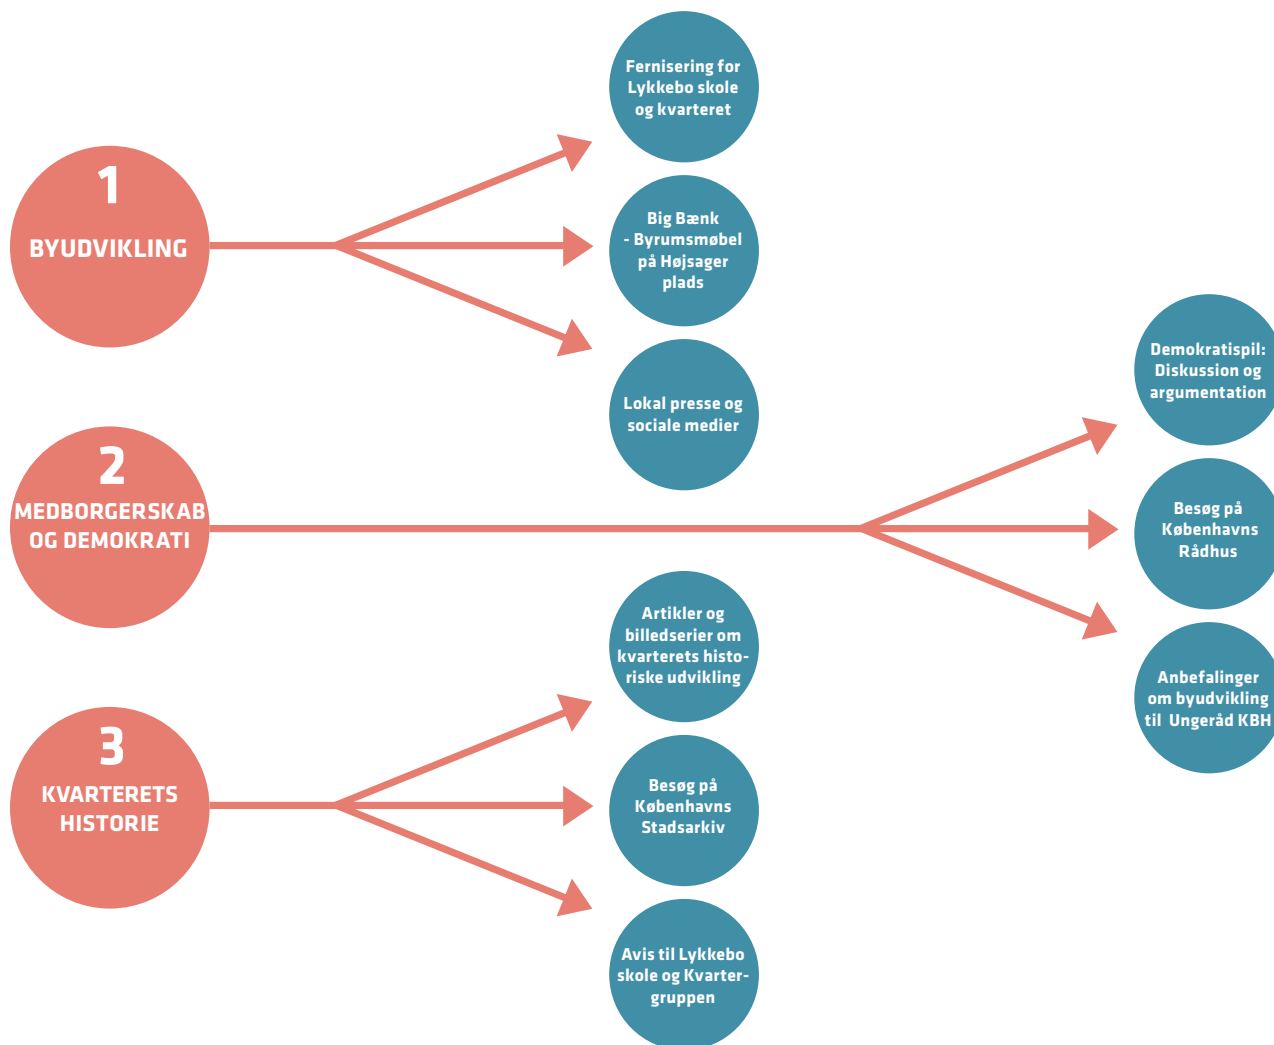 1
BYUDVIKLING
Fernisering for
Lykkebo skole
og kvarteret
Big Bænk
- Byrumsmøbel
på Højsager
plads
Lokal presse og
sociale medier
2
MEDBORGERSKAB
OG DEMOKRATI
Demokratispil:
Diskussion og
argumentation
Besøg på
Københavns
Rådhus
Anbefalinger
om byudvikling
til Ungeråd KBH
3
KVARTERETS
HISTORIE
Artikler og
billedserier om
kvarterets histo-
riske udvikling
Besøg på
Københavns
Stadsarkiv
Avis til Lykkebo
skole og Kvarter-
gruppen